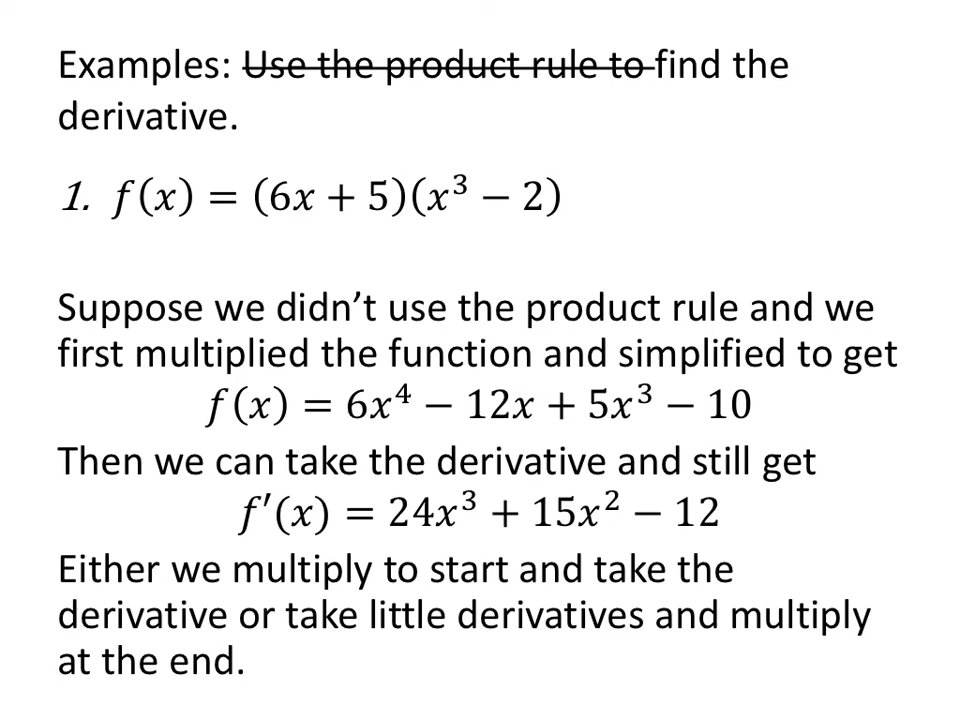 Examples: Use the product rule to find the
derivative.
1. f(x) = (6x + 5)(x³ − 2)
Suppose we didn’t use the product rule and we
first multiplied the function and simplified to get
f(x) = 6x⁴ − 12x + 5x³ − 10
Then we can take the derivative and still get
f′(x) = 24x³ + 15x² − 12
Either we multiply to start and take the
derivative or take little derivatives and multiply
at the end.